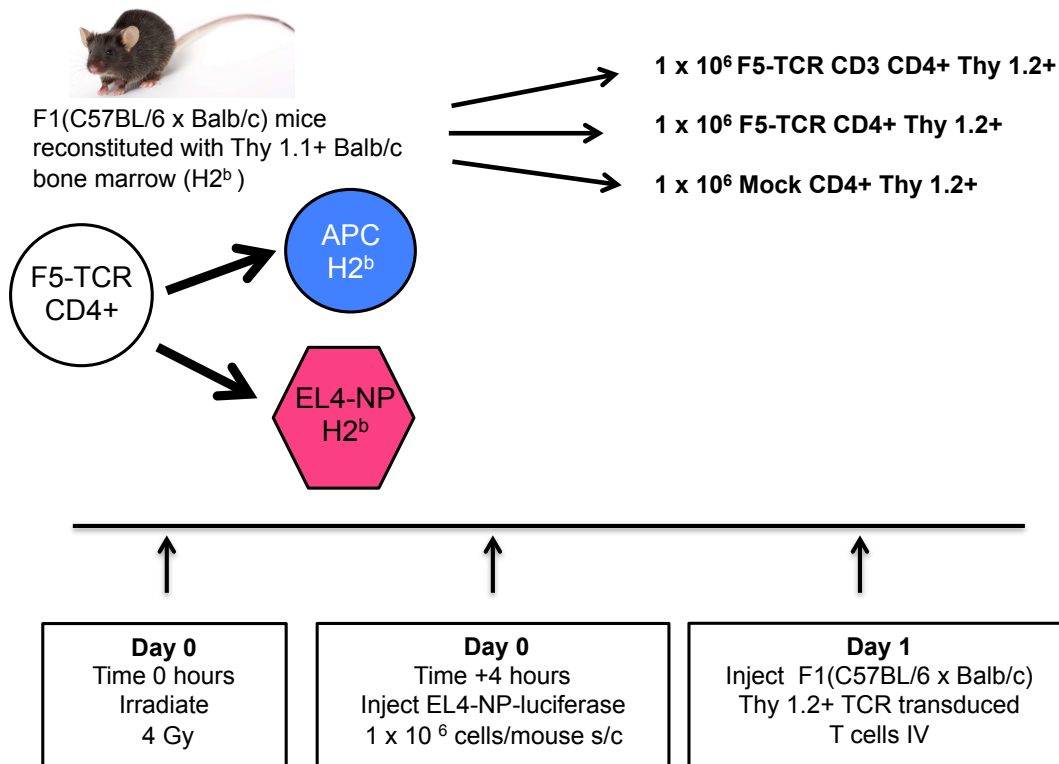 F1(C57BL/6 x Balb/c) mice
reconstituted with Thy 1.1+ Balb/c
bone marrow (H2ᵇ )
1 x 10⁶ F5-TCR CD3 CD4+ Thy 1.2+
1 x 10⁶ F5-TCR CD4+ Thy 1.2+
1 x 10⁶ Mock CD4+ Thy 1.2+
F5-TCR
CD4+
APC
H2ᵇ
EL4-NP
H2ᵇ
Day 0
Time 0 hours
Irradiate
4 Gy
Day 0
Time +4 hours
Inject EL4-NP-luciferase
1 x 10 ⁶ cells/mouse s/c
Day 1
Inject F1(C57BL/6 x Balb/c)
Thy 1.2+ TCR transduced
T cells IV